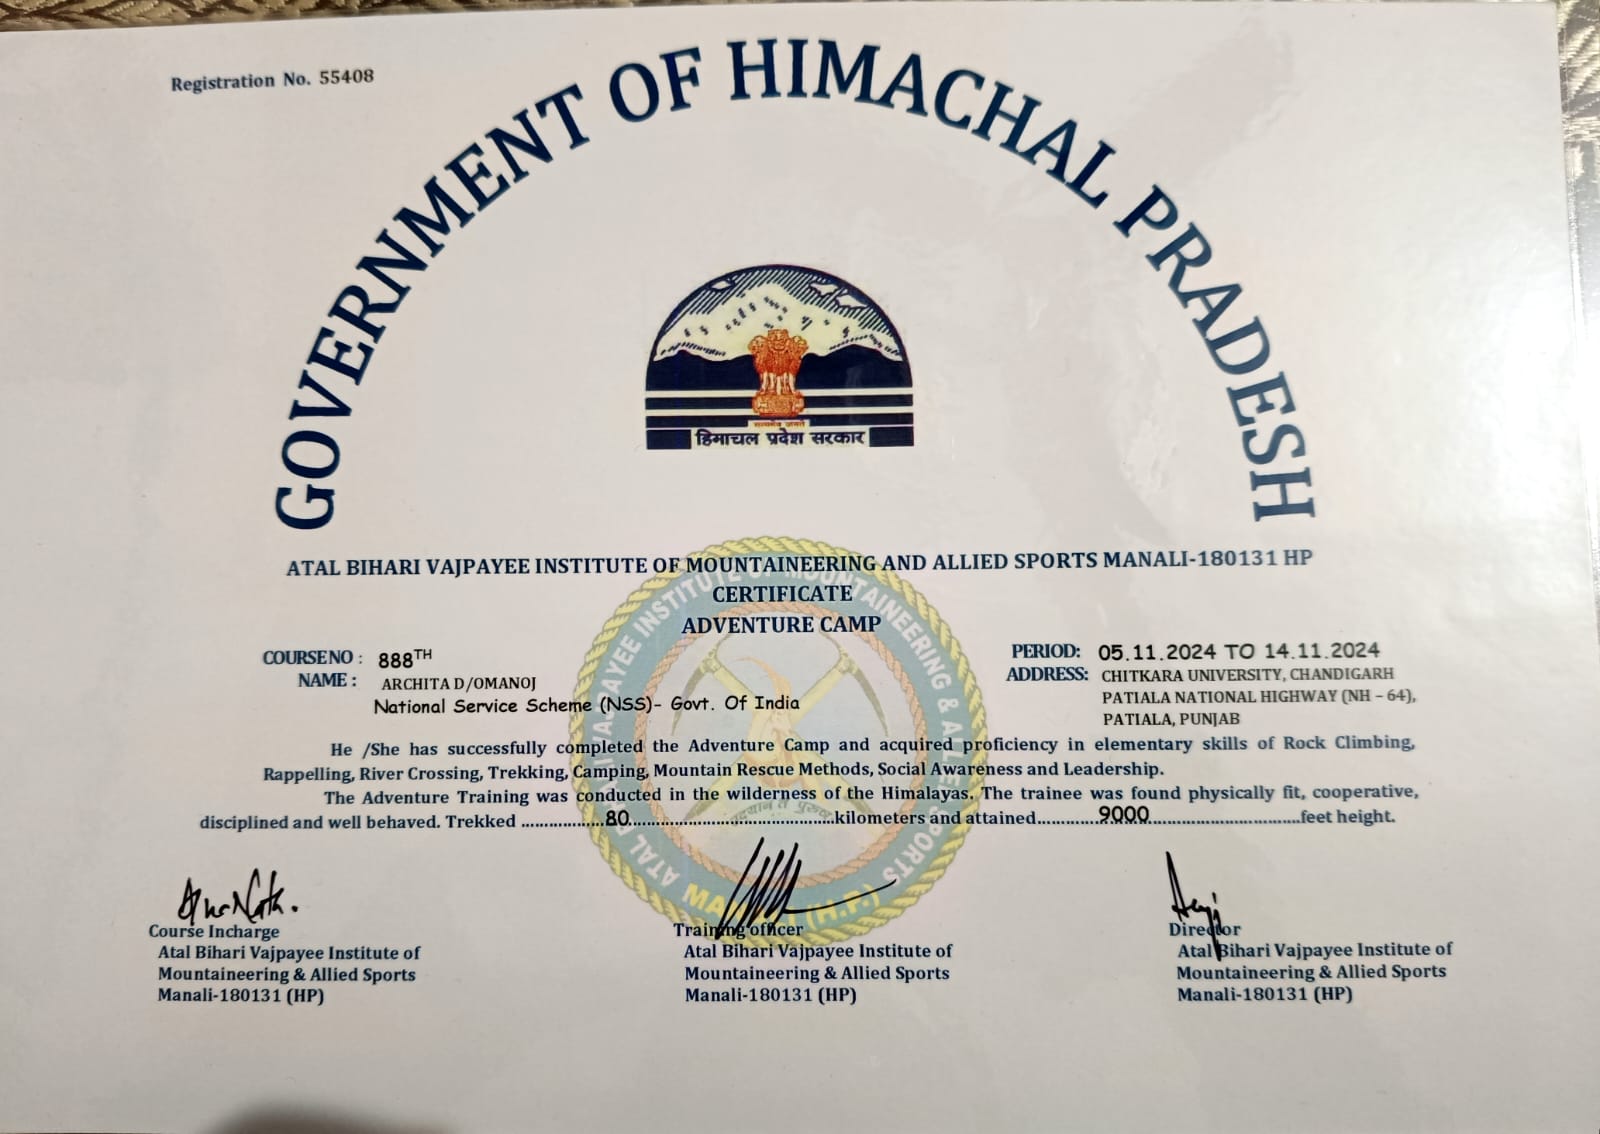 Registration No. 55408
GOVERNMENT OF HIMACHAL PRADESH
सत्यमेव जयते
हिमाचल प्रदेश सरकार
ATAL BIHARI VAJPAYEE INSTITUTE OF MOUNTAINEERING AND ALLIED SPORTS MANALI-180131 HP
CERTIFICATE
ADVENTURE CAMP
COURSE NO : 888TH
NAME : ARCHITA D/OMANOJ
National Service Scheme (NSS)- Govt. Of India
PERIOD: 05.11.2024 TO 14.11.2024
ADDRESS: CHITKARA UNIVERSITY, CHANDIGARH
PATIALA NATIONAL HIGHWAY (NH – 64),
PATIALA, PUNJAB
He /She has successfully completed the Adventure Camp and acquired proficiency in elementary skills of Rock Climbing,
Rappelling, River Crossing, Trekking, Camping, Mountain Rescue Methods, Social Awareness and Leadership.
The Adventure Training was conducted in the wilderness of the Himalayas. The trainee was found physically fit, cooperative,
disciplined and well behaved. Trekked ..................80...........................................kilometers and attained.............9000................................feet height.
ATAL BIHARI VAJPAYEE INSTITUTE OF MOUNTAINEERING & ALLIED SPORTS
MANALI (H.P.)
Course Incharge
Atal Bihari Vajpayee Institute of
Mountaineering & Allied Sports
Manali-180131 (HP)
Training officer
Atal Bihari Vajpayee Institute of
Mountaineering & Allied Sports
Manali-180131 (HP)
Director
Atal Bihari Vajpayee Institute of
Mountaineering & Allied Sports
Manali-180131 (HP)